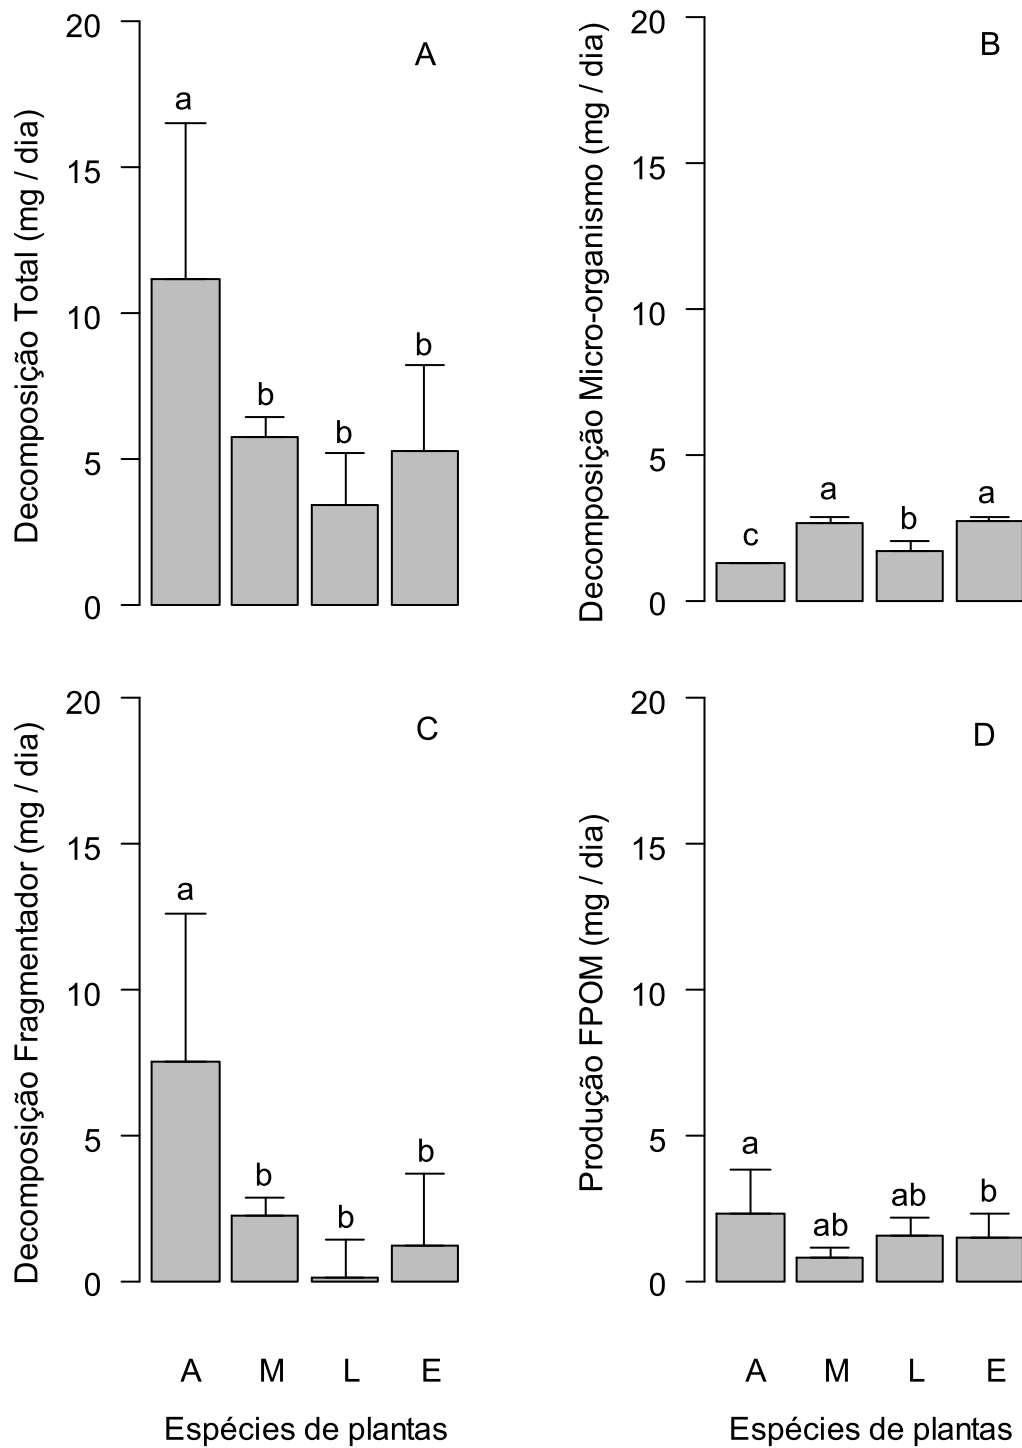 Decomposição Total (mg / dia)
20
15
10
5
0
A
a
b
b
b
Decomposição Micro-organismo (mg / dia)
20
15
10
5
0
B
c
a
b
a
Decomposição Fragmentador (mg / dia)
20
15
10
5
0
C
a
b
b
b
A M L E
Espécies de plantas
Produção FPOM (mg / dia)
20
15
10
5
0
D
a
ab
ab
b
A M L E
Espécies de plantas